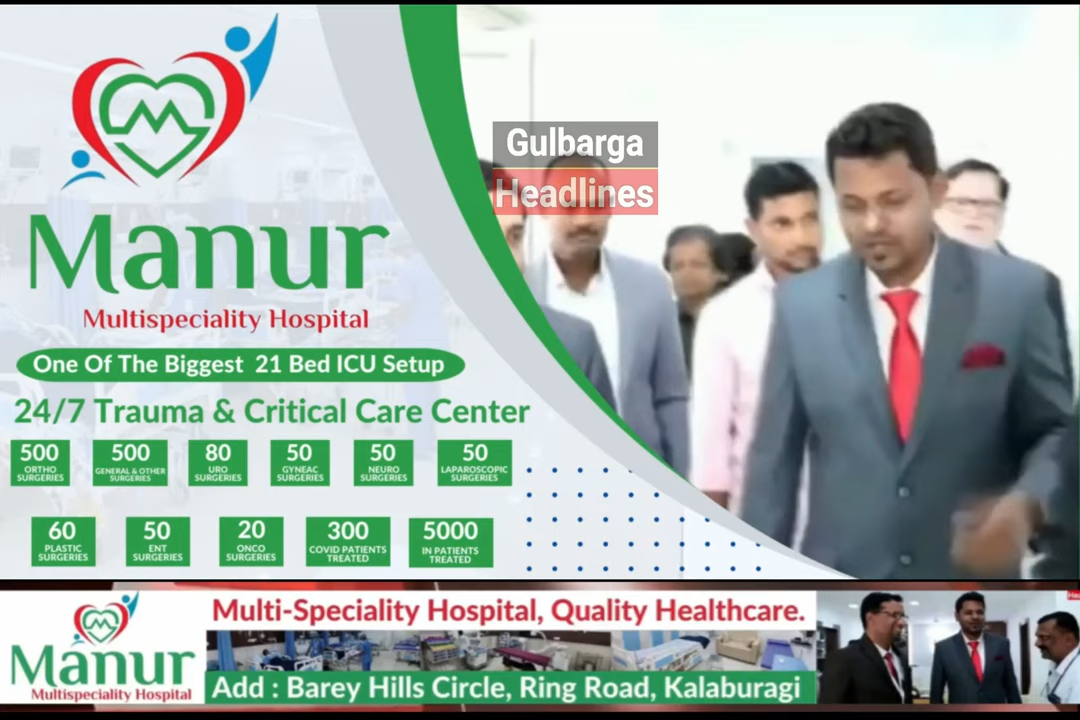 Gulbarga
Headlines
Manur
Multispeciality Hospital
One Of The Biggest 21 Bed ICU Setup
24/7 Trauma & Critical Care Center
500
ORTHO
SURGERIES
500
GENERAL & OTHER
SURGERIES
80
URO
SURGERIES
50
GYNEAC
SURGERIES
50
NEURO
SURGERIES
50
LAPAROSCOPIC
SURGERIES
60
PLASTIC
SURGERIES
50
ENT
SURGERIES
20
ONCO
SURGERIES
300
COVID PATIENTS
TREATED
5000
IN PATIENTS
TREATED
Manur
Multispeciality Hospital
Multi-Speciality Hospital, Quality Healthcare.
Add : Barey Hills Circle, Ring Road, Kalaburagi